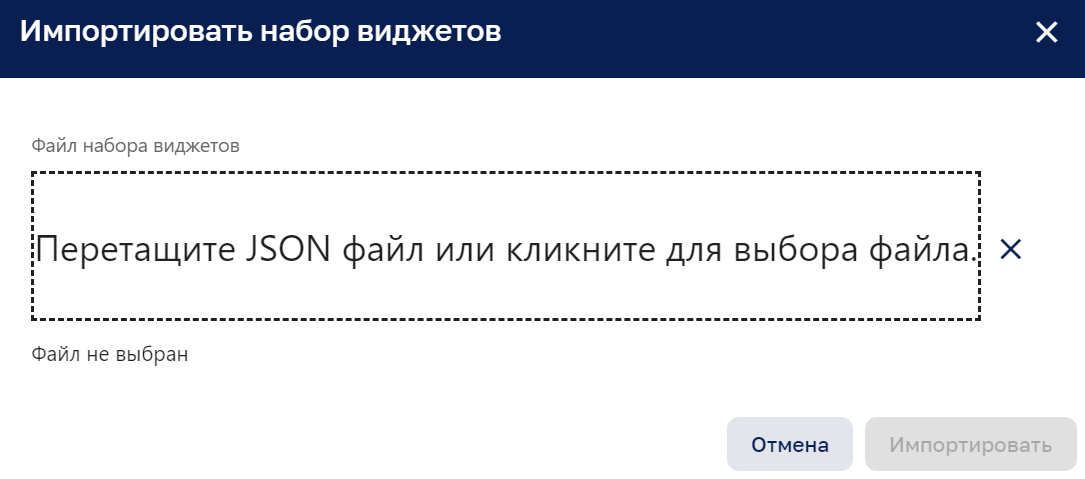 Импортировать набор виджетов
Файл набора виджетов
Перетащите JSON файл или кликните для выбора файла.
Файл не выбран
Отмена
Импортировать